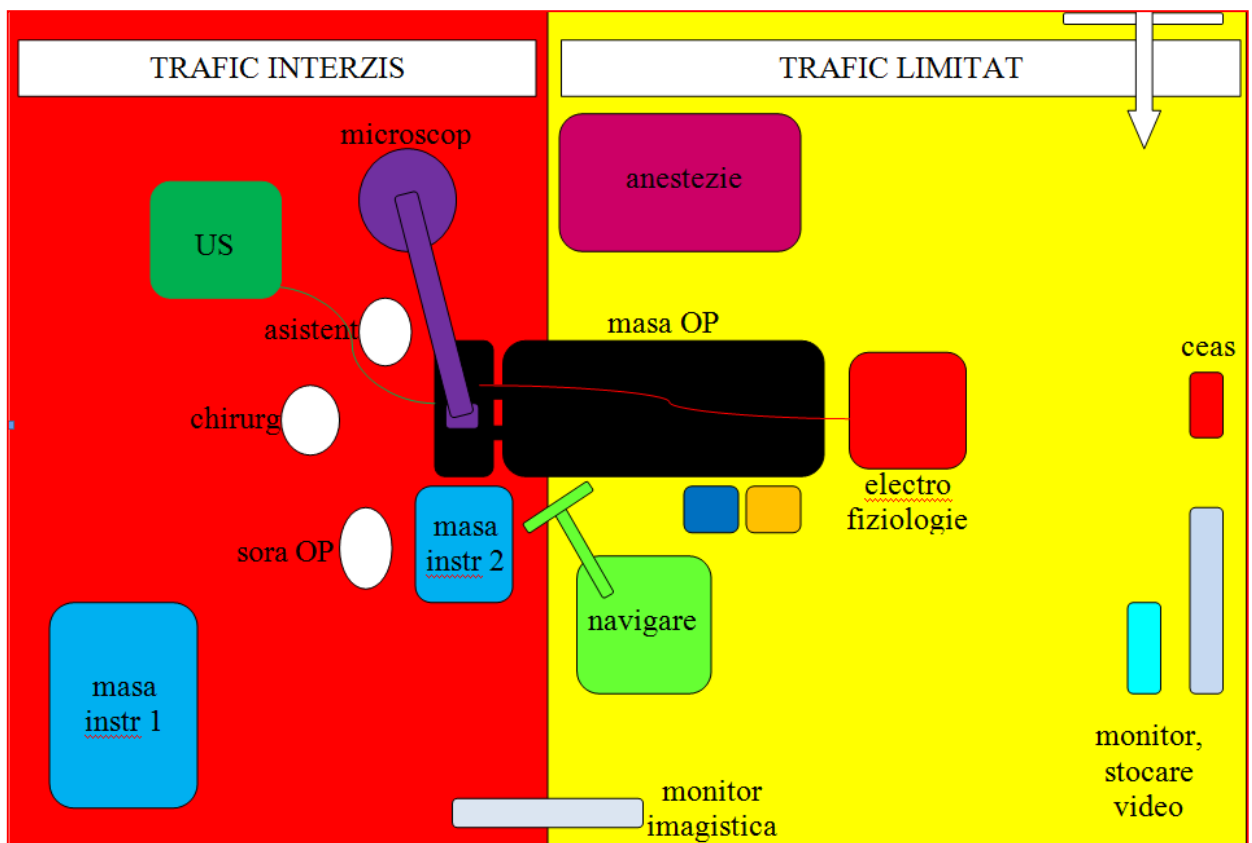 TRAFIC INTERZIS
TRAFIC LIMITAT
microscop
anestezie
US
asistent
masa OP
ceas
chirurg
electro
fiziologie
masa
instr 2
sora OP
navigare
masa
instr 1
monitor,
stocare
video
monitor
imagistica